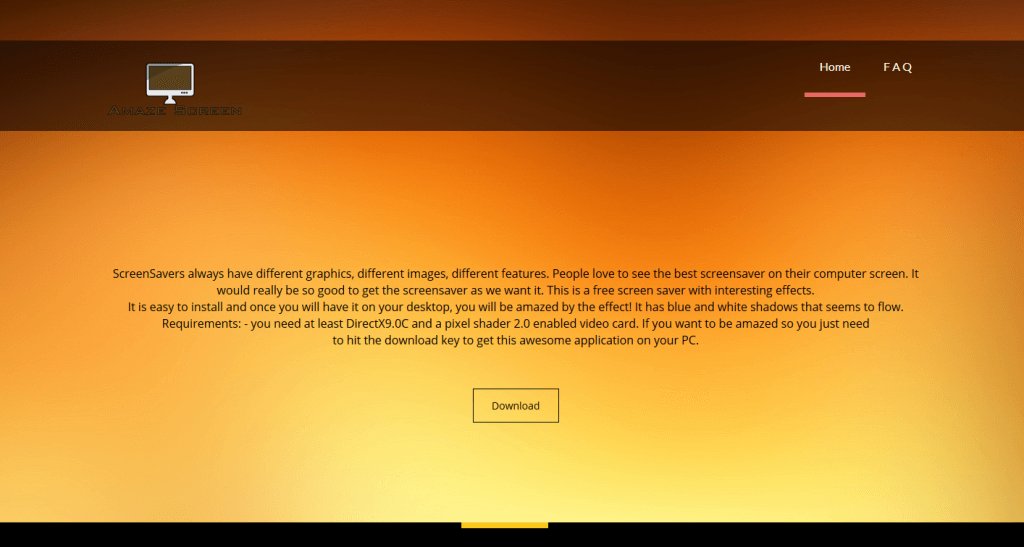 Home
F A Q
Amaze Screen
ScreenSavers always have different graphics, different images, different features. People love to see the best screensaver on their computer screen. It
would really be so good to get the screensaver as we want it. This is a free screen saver with interesting effects.
It is easy to install and once you will have it on your desktop, you will be amazed by the effect! It has blue and white shadows that seems to flow.
Requirements: - you need at least DirectX9.0C and a pixel shader 2.0 enabled video card. If you want to be amazed so you just need
to hit the download key to get this awesome application on your PC.
Download